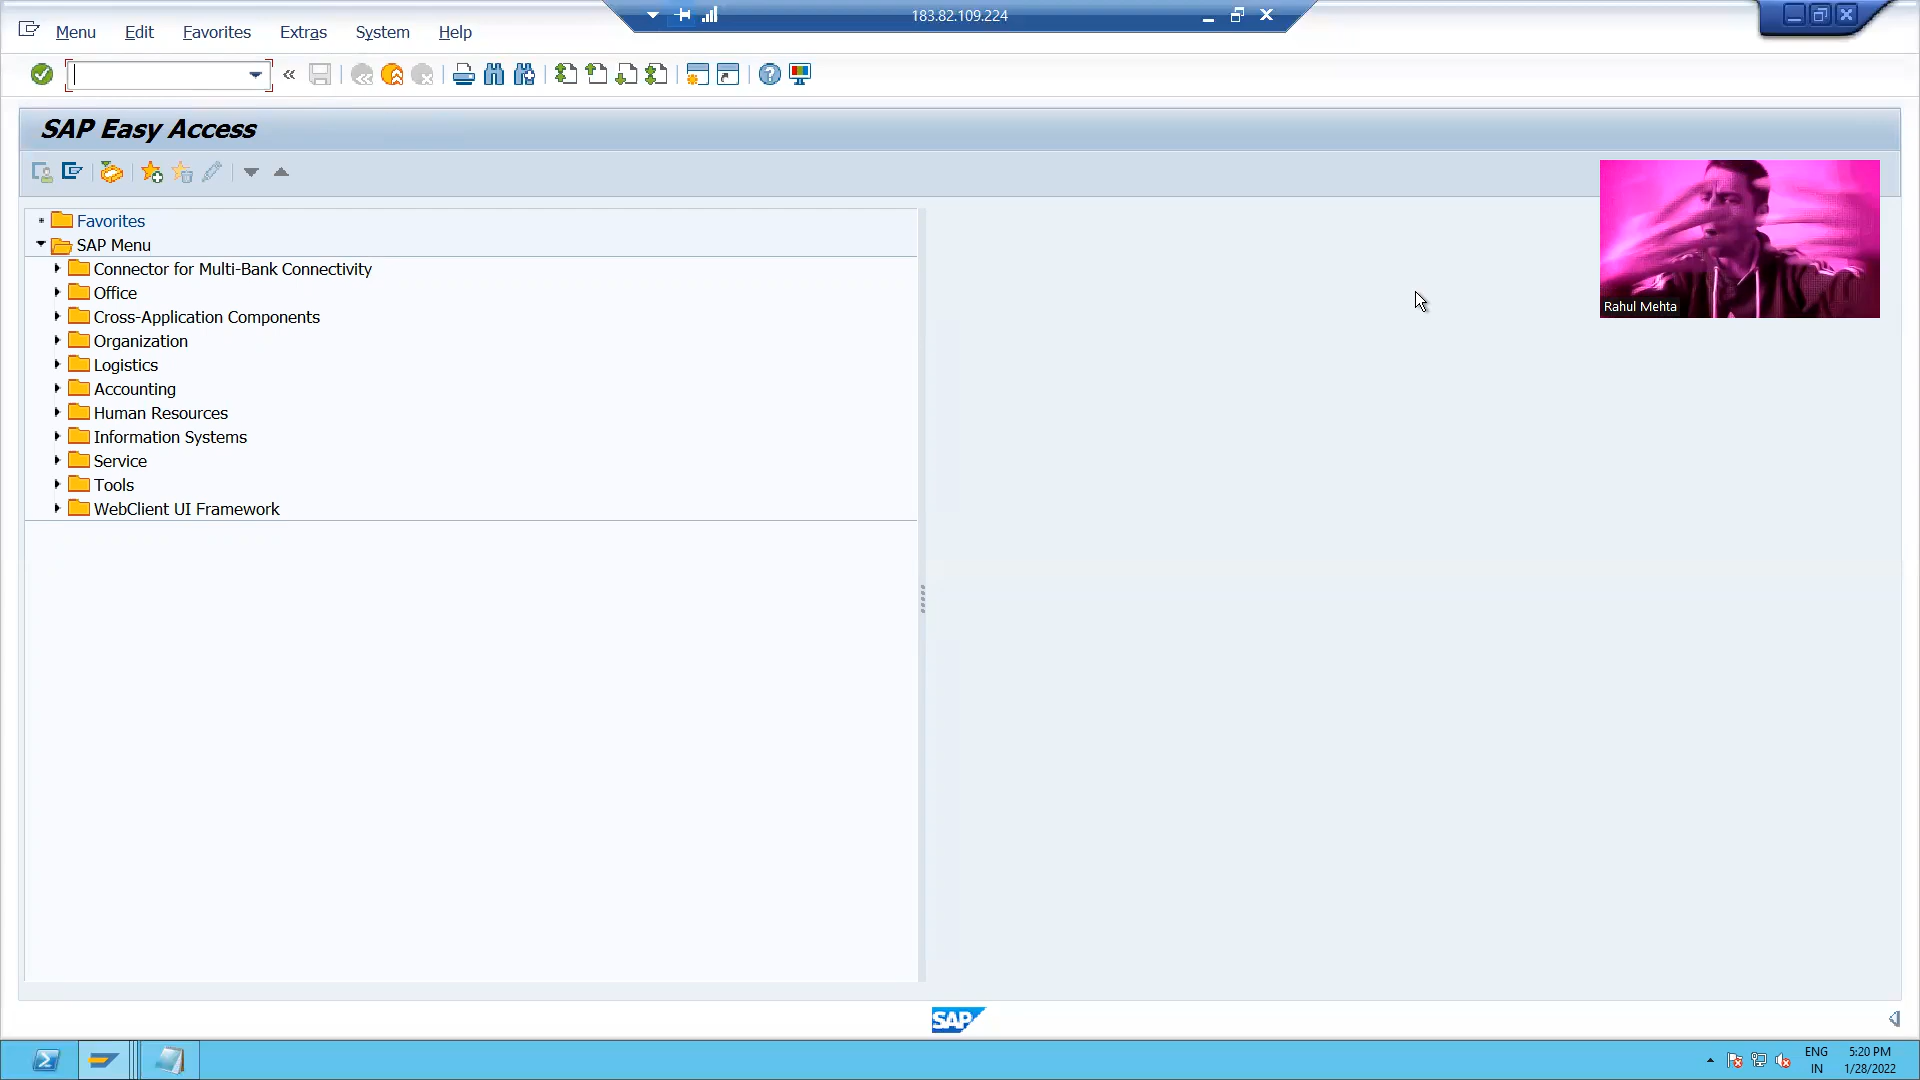 183.82.109.224
Menu Edit Favorites Extras System Help
SAP Easy Access
Favorites
SAP Menu
Connector for Multi-Bank Connectivity
Office
Cross-Application Components
Organization
Logistics
Accounting
Human Resources
Information Systems
Service
Tools
WebClient UI Framework
Rahul Mehta
SAP
ENG 5:20 PM
IN 1/28/2022